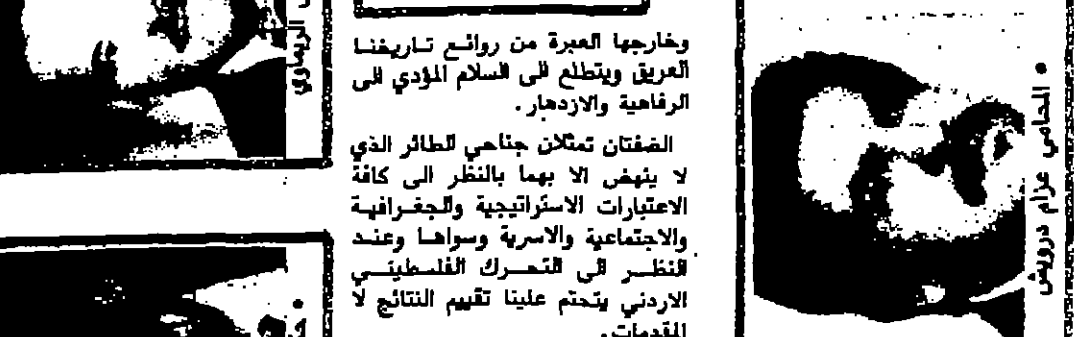 • المحامي عزام درويش
وخارجها العبرة من روائع تاريخنا
العريق ويتطلع الى السلام المؤدي الى
الرفاهية والازدهار.
الضفتان تمثلان جناحي الطائر الذي
لا ينهض الا بهما بالنظر الى كافة
الاعتبارات الاستراتيجية والجغرافية
والاجتماعية والاسرية وسواها وعند
النظر الى التحرك الفلسطيني
الاردني يتحتم علينا تقييم النتائج لا
المقدمات.
الريماوي